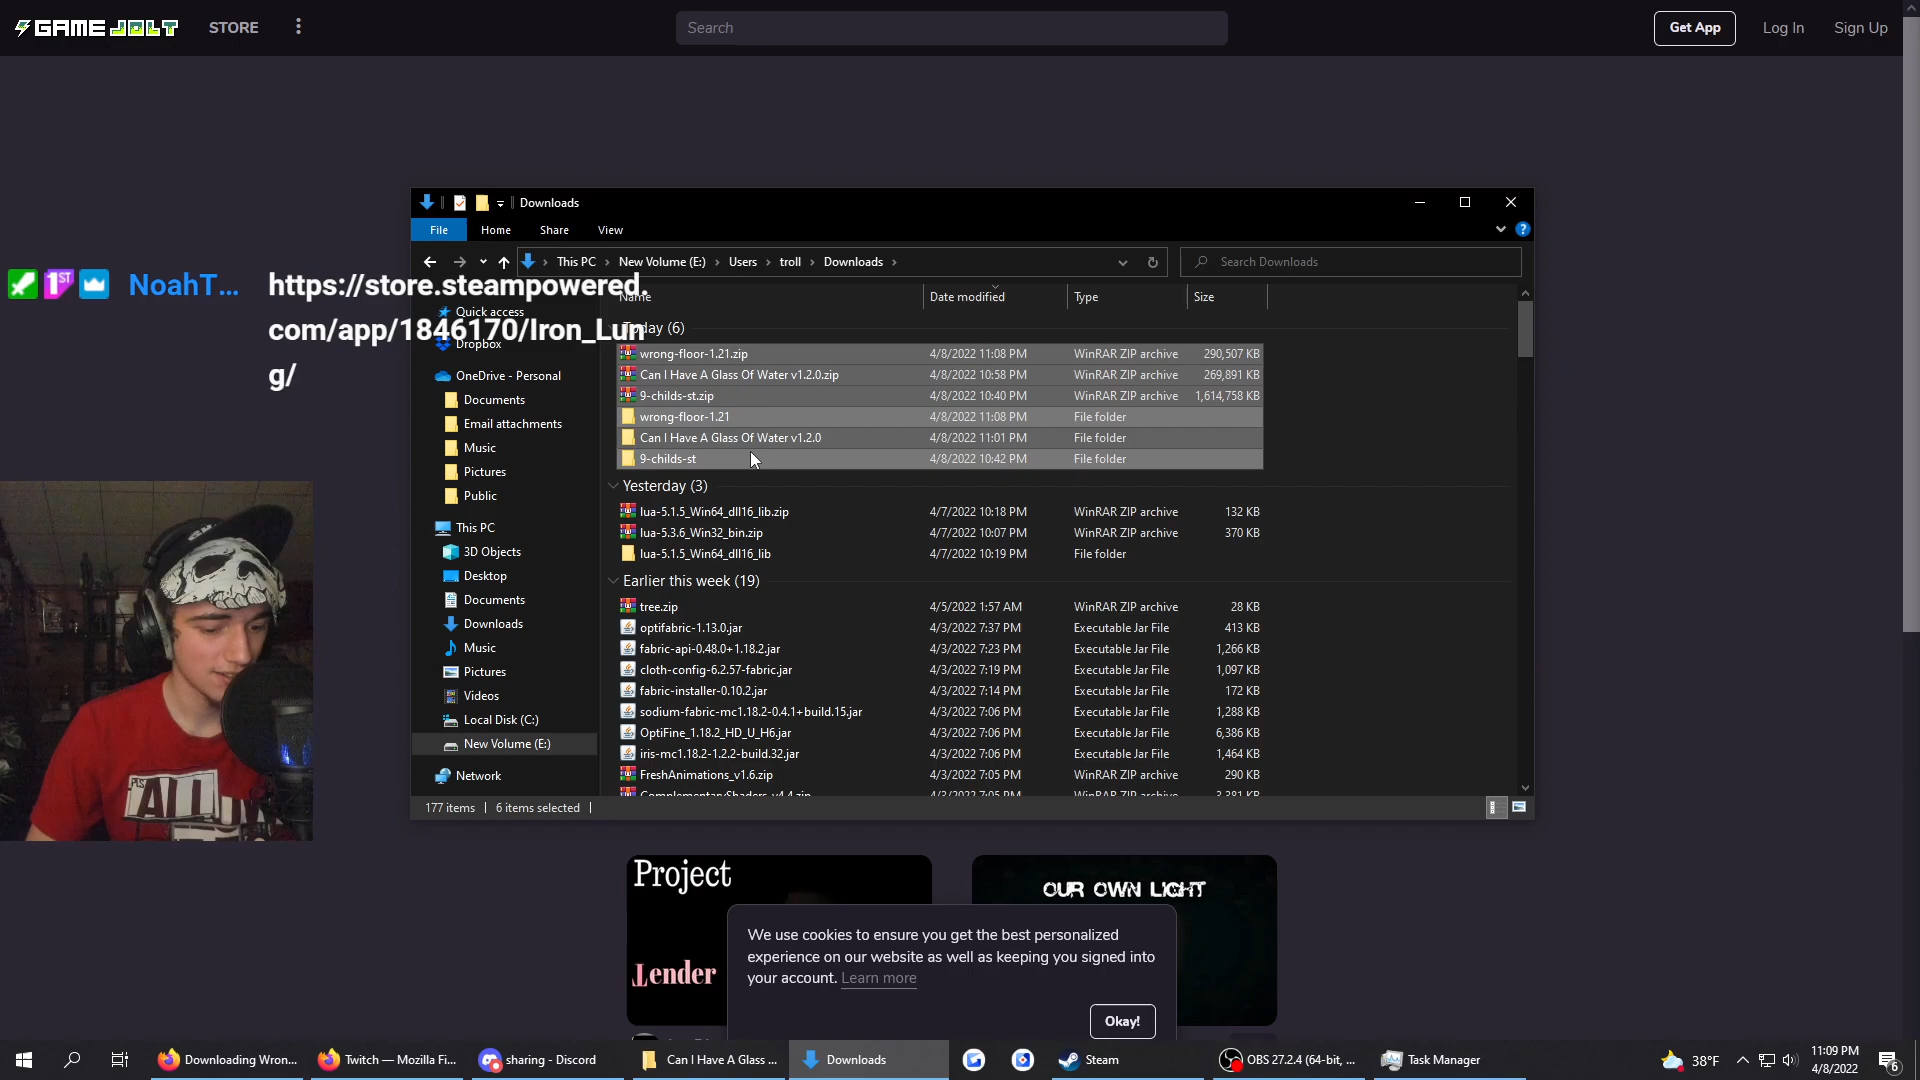 GAME JOLT STORE Search Get App Log In Sign Up
Downloads
File Home Share View
This PC New Volume (E:) Users troll Downloads Search Downloads
NoahT... https://store.steampowered.
com/app/1846170/Iron_Lun
g/
Name Date modified Type Size
Quick access
Dropbox
OneDrive - Personal
Documents
Email attachments
Music
Pictures
Public
This PC
3D Objects
Desktop
Documents
Downloads
Music
Pictures
Videos
Local Disk (C:)
New Volume (E:)
Network
Today (6)
wrong-floor-1.21.zip 4/8/2022 11:08 PM WinRAR ZIP archive 290,507 KB
Can I Have A Glass Of Water v1.2.0.zip 4/8/2022 10:58 PM WinRAR ZIP archive 269,891 KB
9-childs-st.zip 4/8/2022 10:40 PM WinRAR ZIP archive 1,614,758 KB
wrong-floor-1.21 4/8/2022 11:08 PM File folder
Can I Have A Glass Of Water v1.2.0 4/8/2022 11:01 PM File folder
9-childs-st 4/8/2022 10:42 PM File folder
Yesterday (3)
lua-5.1.5_Win64_dll16_lib.zip 4/7/2022 10:18 PM WinRAR ZIP archive 132 KB
lua-5.3.6_Win32_bin.zip 4/7/2022 10:07 PM WinRAR ZIP archive 370 KB
lua-5.1.5_Win64_dll16_lib 4/7/2022 10:19 PM File folder
Earlier this week (19)
tree.zip 4/5/2022 1:57 AM WinRAR ZIP archive 28 KB
optifabric-1.13.0.jar 4/3/2022 7:37 PM Executable Jar File 413 KB
fabric-api-0.48.0+1.18.2.jar 4/3/2022 7:23 PM Executable Jar File 1,266 KB
cloth-config-6.2.57-fabric.jar 4/3/2022 7:19 PM Executable Jar File 1,097 KB
fabric-installer-0.10.2.jar 4/3/2022 7:14 PM Executable Jar File 172 KB
sodium-fabric-mc1.18.2-0.4.1+build.15.jar 4/3/2022 7:06 PM Executable Jar File 1,288 KB
OptiFine_1.18.2_HD_U_H6.jar 4/3/2022 7:06 PM Executable Jar File 6,386 KB
iris-mc1.18.2-1.2.2-build.32.jar 4/3/2022 7:06 PM Executable Jar File 1,464 KB
FreshAnimations_v1.6.zip 4/3/2022 7:05 PM WinRAR ZIP archive 290 KB
ComplementaryShaders_v4.4.zip 4/3/2022 7:05 PM WinRAR ZIP archive 3,381 KB
177 items 6 items selected
Project
Lender
OUR OWN LIGHT
We use cookies to ensure you get the best personalized
experience on our website as well as keeping you signed into
your account. Learn more
Okay!
Downloading Wron... Twitch — Mozilla Fi... sharing - Discord Can I Have A Glass ... Downloads Steam OBS 27.2.4 (64-bit, ... Task Manager 38°F 11:09 PM
4/8/2022
6